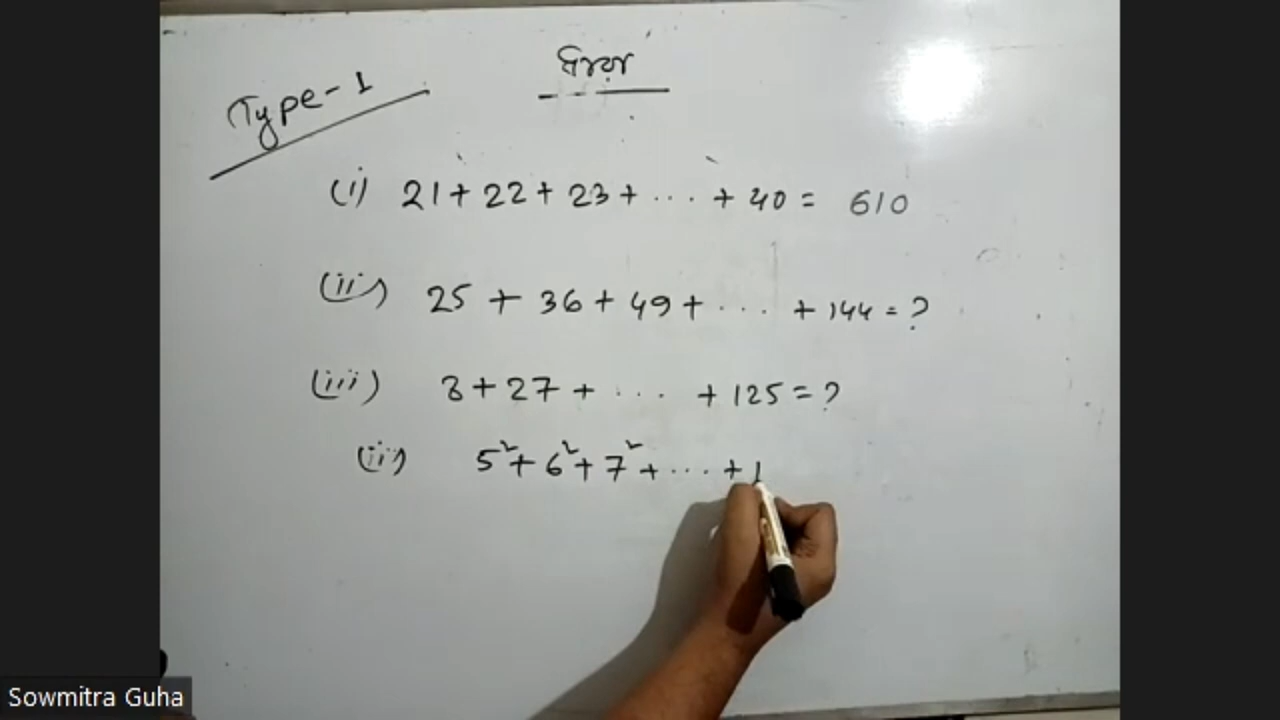 ধারা
Type-1
(i) 21 + 22 + 23 + ... + 40 = 610
(ii) 25 + 36 + 49 + ... + 144 = ?
(iii) 8 + 27 + ... + 125 = ?
(ii) 5² + 6² + 7² + ... + 1
Sowmitra Guha